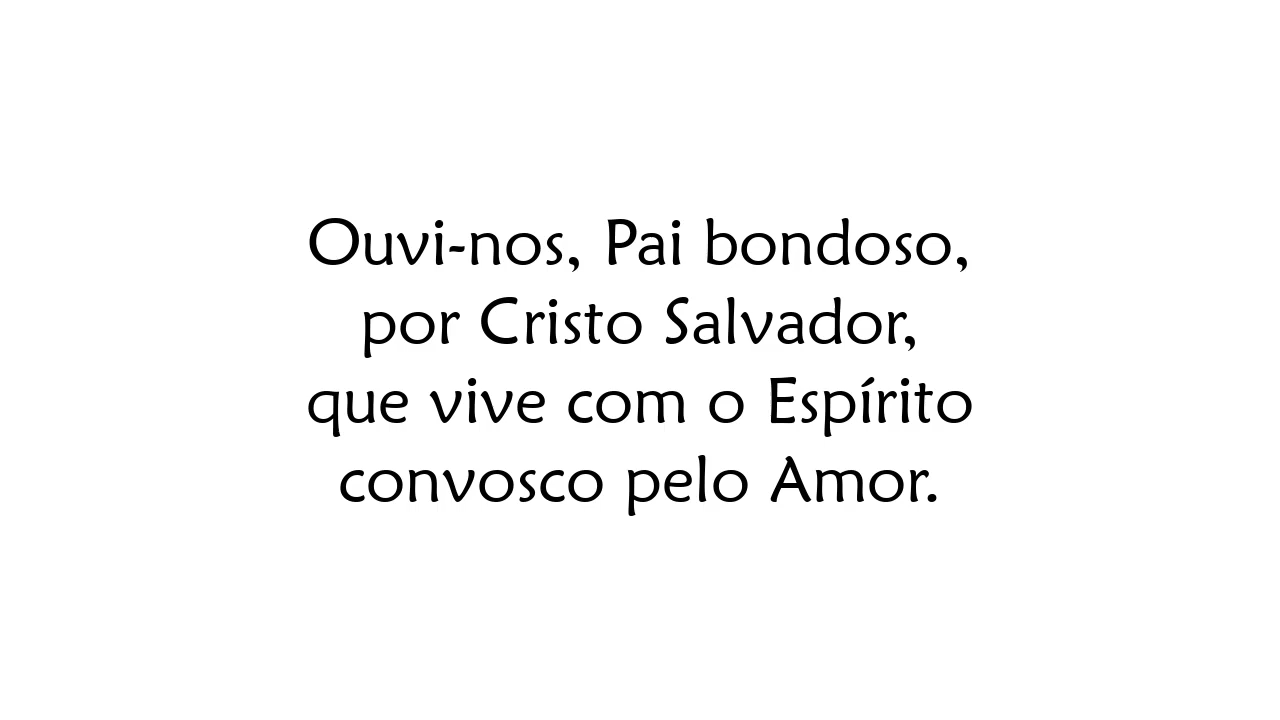 Ouvi-nos, Pai bondoso,
por Cristo Salvador,
que vive com o Espírito
convosco pelo Amor.